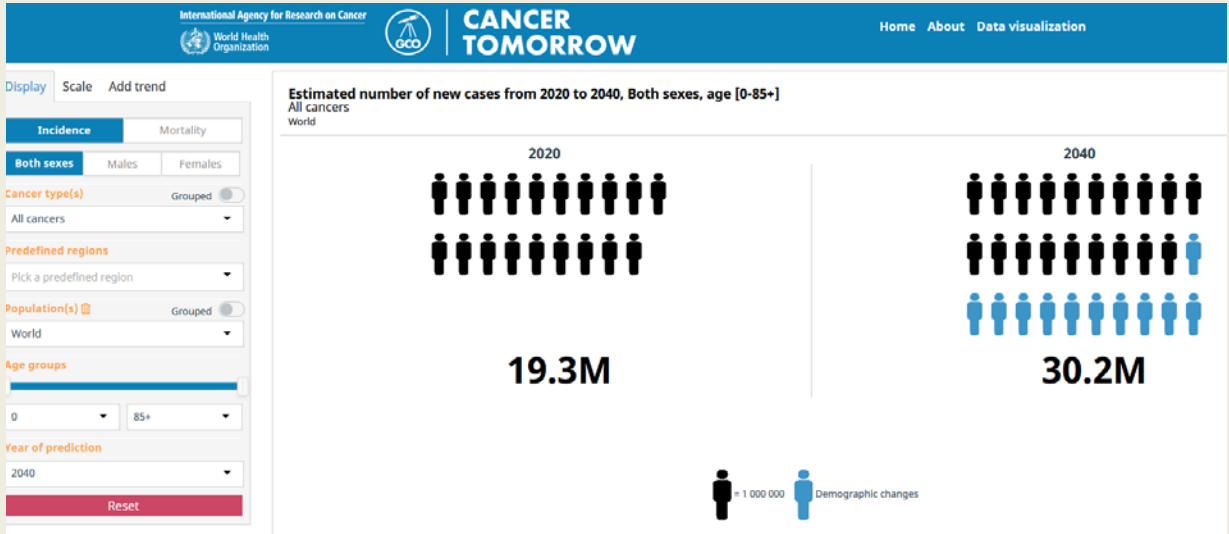 International Agency for Research on Cancer
World Health
Organization
GCO
CANCER
TOMORROW
Home About Data visualization
Display Scale Add trend
Incidence Mortality
Both sexes Males Females
Cancer type(s) Grouped
All cancers
Predefined regions
Pick a predefined region
Population(s) Grouped
World
Age groups
0 85+
Year of prediction
2040
Reset
Estimated number of new cases from 2020 to 2040, Both sexes, age [0-85+]
All cancers
World
2020 2040
19.3M 30.2M
= 1 000 000 Demographic changes